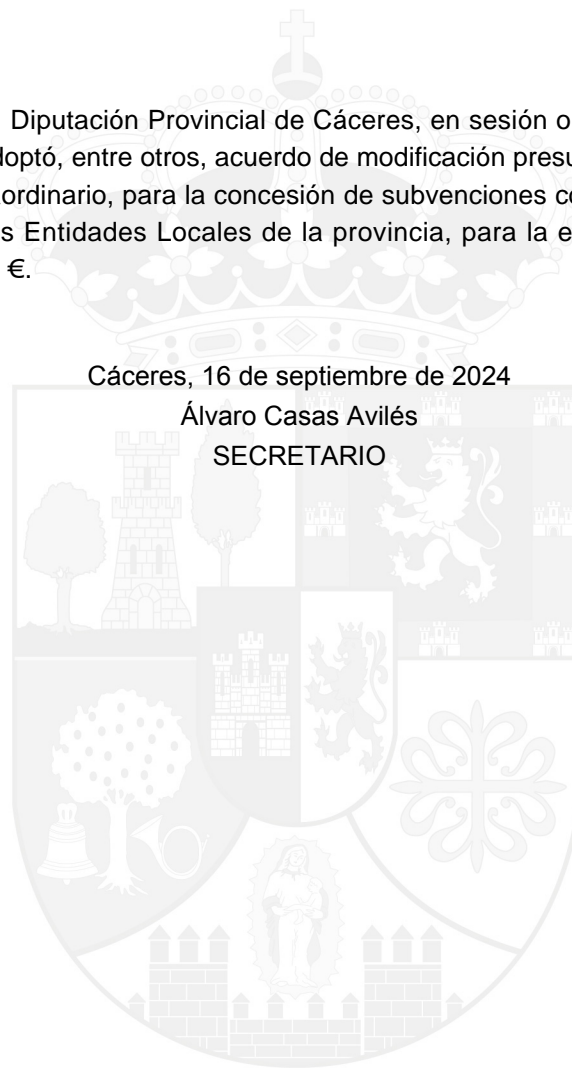 Diputación Provincial de Cáceres, en sesión o
doptó, entre otros, acuerdo de modificación presu
ordinario, para la concesión de subvenciones c
s Entidades Locales de la provincia, para la e
€.
Cáceres, 16 de septiembre de 2024
Álvaro Casas Avilés
SECRETARIO